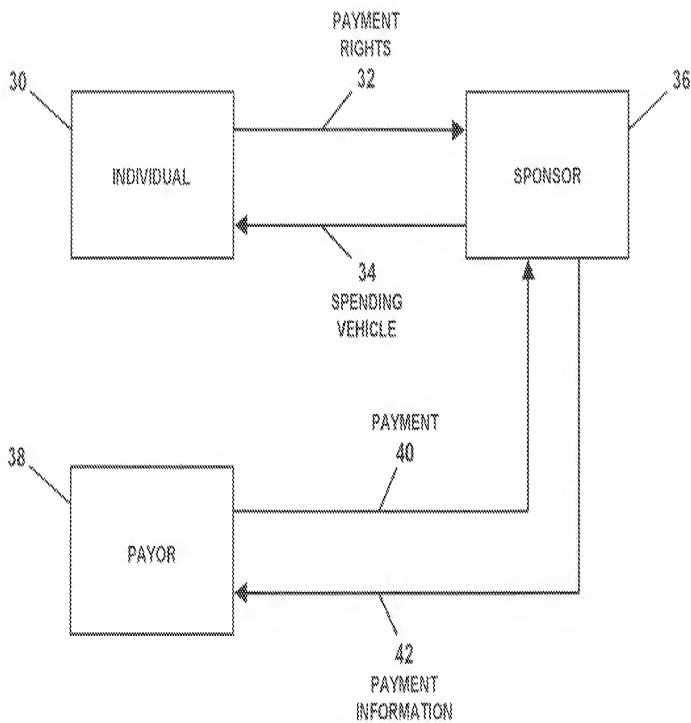 PAYMENT
RIGHTS
32
30
36
INDIVIDUAL
SPONSOR
34
SPENDING
VEHICLE
PAYMENT
40
38
PAYOR
42
PAYMENT
INFORMATION